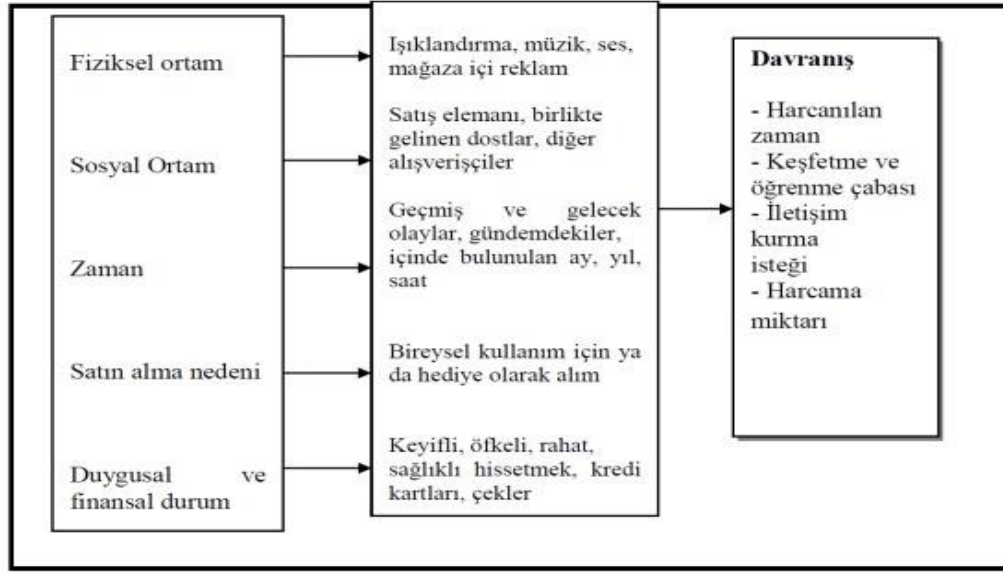 Fiziksel ortam
Sosyal Ortam
Zaman
Satın alma nedeni
Duygusal ve
finansal durum
Işıklandırma, müzik, ses,
mağaza içi reklam
Satış elemanı, birlikte
gelinen dostlar, diğer
alışverişçiler
Geçmiş ve gelecek
olaylar, gündemdekiler,
içinde bulunulan ay, yıl,
saat
Bireysel kullanım için ya
da hediye olarak alım
Keyifli, öfkeli, rahat,
sağlıklı hissetmek, kredi
kartları, çekler
Davranış
- Harcanılan
zaman
- Keşfetme ve
öğrenme çabası
- İletişim
kurma
isteği
- Harcama
miktarı